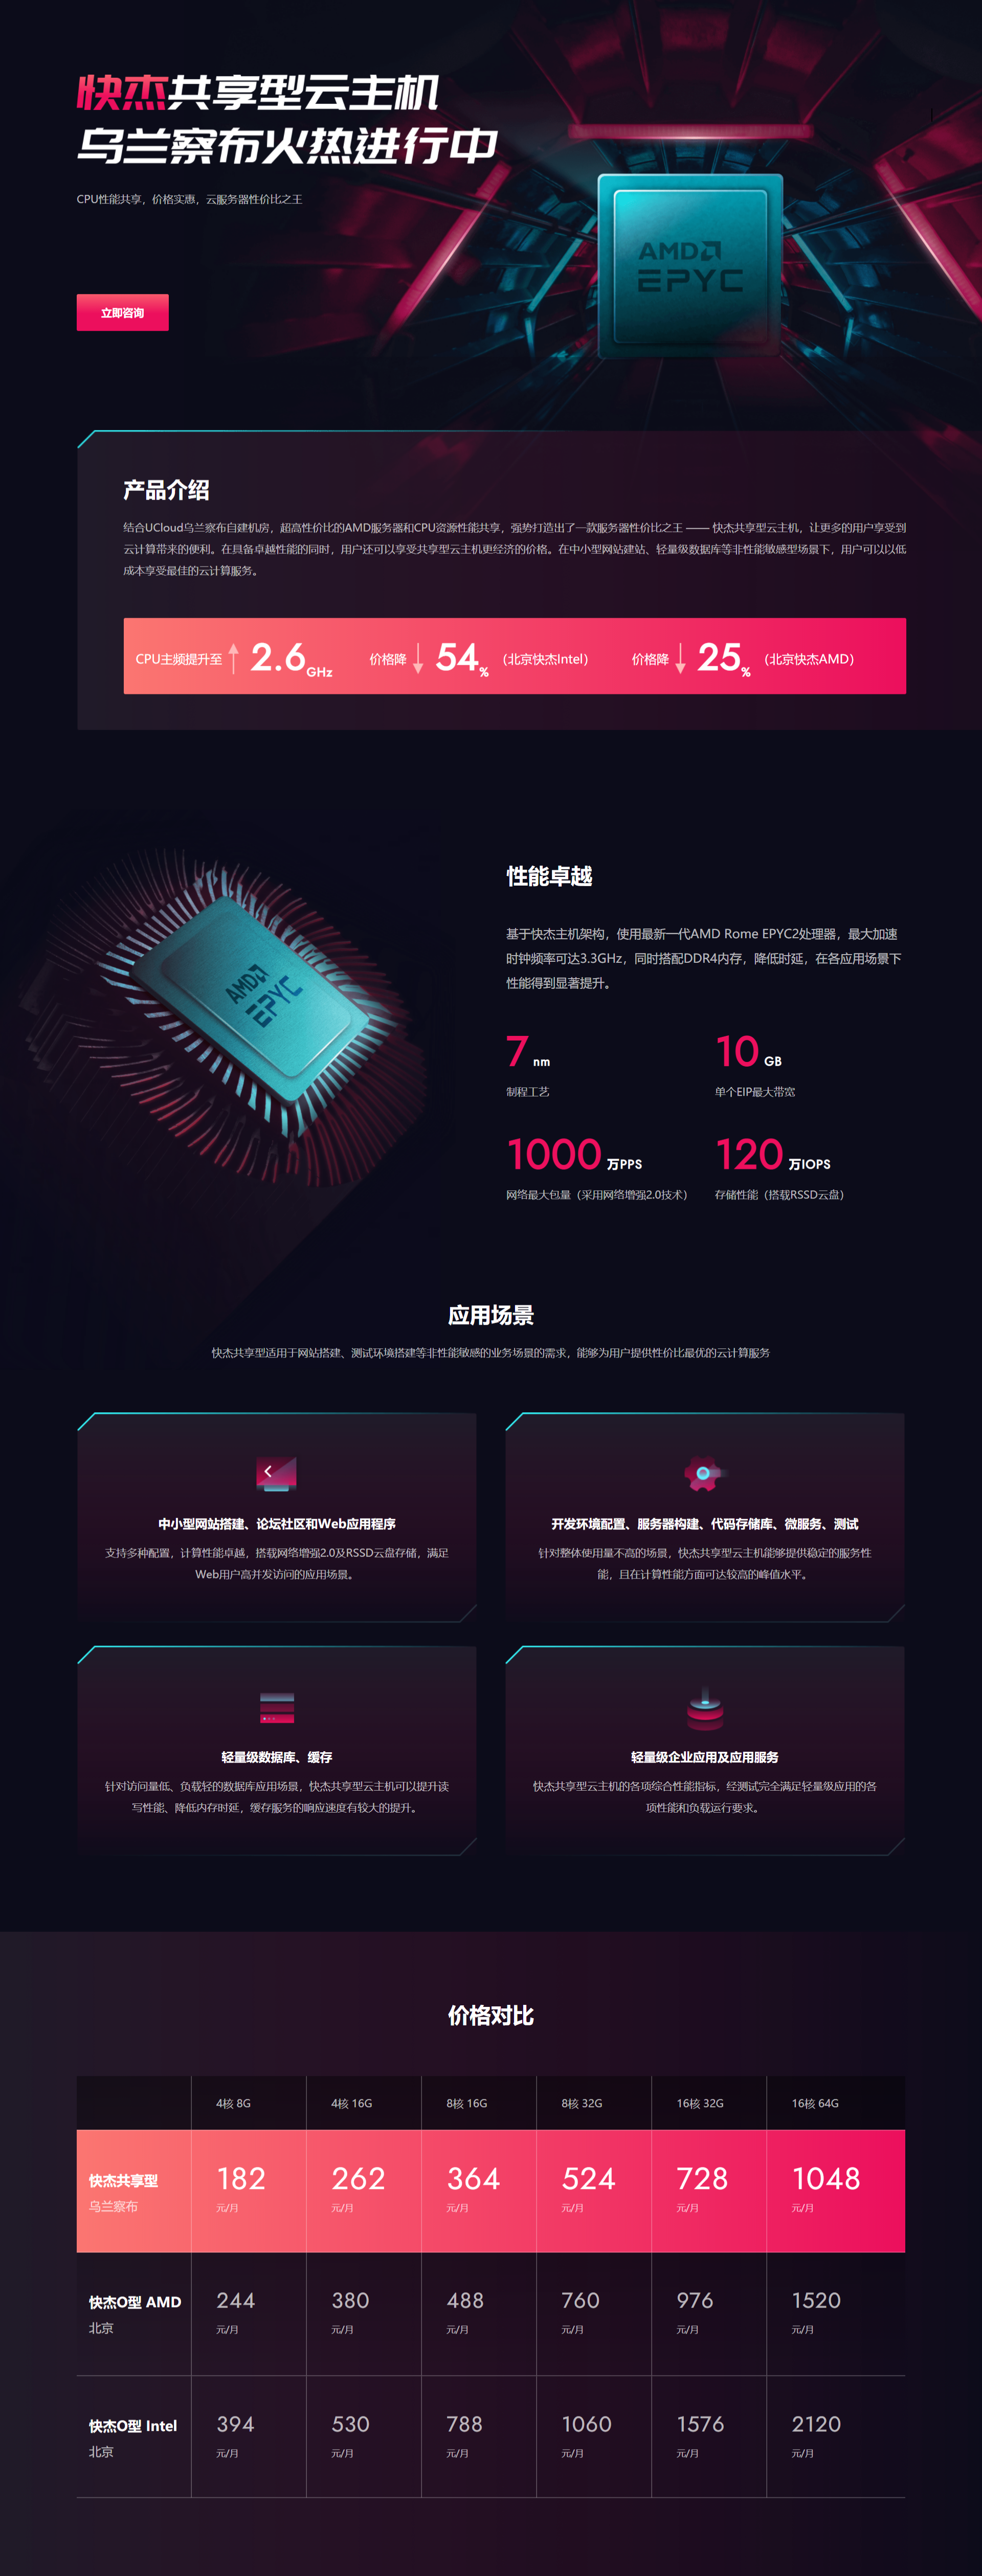 快杰共享型云主机
乌兰察布火热进行中
CPU性能共享，价格实惠，云服务器性价比之王
AMD
EPYC
立即咨询
产品介绍
结合UCloud乌兰察布自建机房，超高性价比的AMD服务器和CPU资源性能共享，强势打造出了一款服务器性价比之王 —— 快杰共享型云主机，让更多的用户享受到
云计算带来的便利。在具备卓越性能的同时，用户还可以享受共享型云主机更经济的价格。在中小型网站建站、轻量级数据库等非性能敏感型场景下，用户可以以低
成本享受最佳的云计算服务。
CPU主频提升至 2.6GHz 价格降 54% （北京快杰Intel） 价格降 25% （北京快杰AMD）
AMD
EPYC
性能卓越
基于快杰主机架构，使用最新一代AMD Rome EPYC2处理器，最大加速
时钟频率可达3.3GHz，同时搭配DDR4内存，降低时延，在各应用场景下
性能得到显著提升。
7 nm 10 GB
制程工艺 单个EIP最大带宽
1000 万PPS 120 万IOPS
网络最大包量（采用网络增强2.0技术） 存储性能（搭载RSSD云盘）
应用场景
快杰共享型适用于网站搭建、测试环境搭建等非性能敏感的业务场景的需求，能够为用户提供性价比最优的云计算服务
中小型网站搭建、论坛社区和Web应用程序
支持多种配置，计算性能卓越，搭载网络增强2.0及RSSD云盘存储，满足
Web用户高并发访问的应用场景。
开发环境配置、服务器构建、代码存储库、微服务、测试
针对整体使用量不高的场景，快杰共享型云主机能够提供稳定的服务性
能，且在计算性能方面可达较高的峰值水平。
轻量级数据库、缓存
针对访问量低、负载轻的数据库应用场景，快杰共享型云主机可以提升读
写性能、降低内存时延，缓存服务的响应速度有较大的提升。
轻量级企业应用及应用服务
快杰共享型云主机的各项综合性能指标，经测试完全满足轻量级应用的各
项性能和负载运行要求。
价格对比
4核 8G 4核 16G 8核 16G 8核 32G 16核 32G 16核 64G
快杰共享型 182 262 364 524 728 1048
乌兰察布 元/月 元/月 元/月 元/月 元/月 元/月
快杰O型 AMD 244 380 488 760 976 1520
北京 元/月 元/月 元/月 元/月 元/月 元/月
快杰O型 Intel 394 530 788 1060 1576 2120
北京 元/月 元/月 元/月 元/月 元/月 元/月